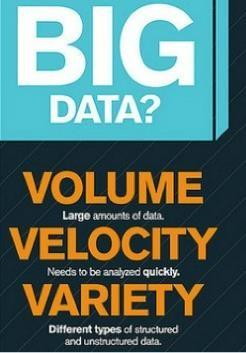 BIG
DATA?
VOLUME
Large amounts of data.
VELOCITY
Needs to be analyzed quickly.
VARIETY
Different types of structured
and unstructured data.